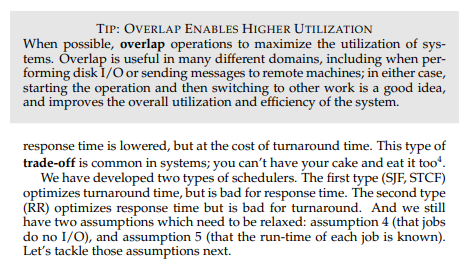 TIP: OVERLAP ENABLES HIGHER UTILIZATION
When possible, overlap operations to maximize the utilization of sys-
tems. Overlap is useful in many different domains, including when per-
forming disk I/O or sending messages to remote machines; in either case,
starting the operation and then switching to other work is a good idea,
and improves the overall utilization and efficiency of the system.
response time is lowered, but at the cost of turnaround time. This type of
trade-off is common in systems; you can't have your cake and eat it too⁴.
We have developed two types of schedulers. The first type (SJF, STCF)
optimizes turnaround time, but is bad for response time. The second type
(RR) optimizes response time but is bad for turnaround. And we still
have two assumptions which need to be relaxed: assumption 4 (that jobs
do no I/O), and assumption 5 (that the run-time of each job is known).
Let's tackle those assumptions next.